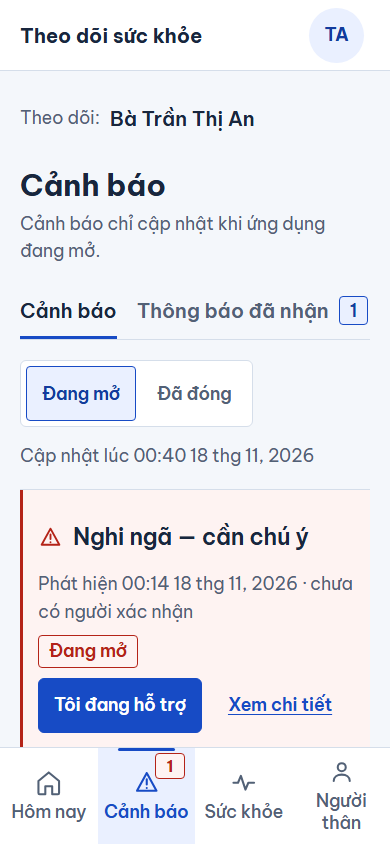 Theo dõi sức khỏe
TA
Theo dõi: Bà Trần Thị An
Cảnh báo
Cảnh báo chỉ cập nhật khi ứng dụng
đang mở.
Cảnh báo Thông báo đã nhận 1
Đang mở Đã đóng
Cập nhật lúc 00:40 18 thg 11, 2026
Nghi ngã — cần chú ý
Phát hiện 00:14 18 thg 11, 2026 · chưa
có người xác nhận
Đang mở
Tôi đang hỗ trợ Xem chi tiết
1
Hôm nay Cảnh báo Sức khỏe Người
thân